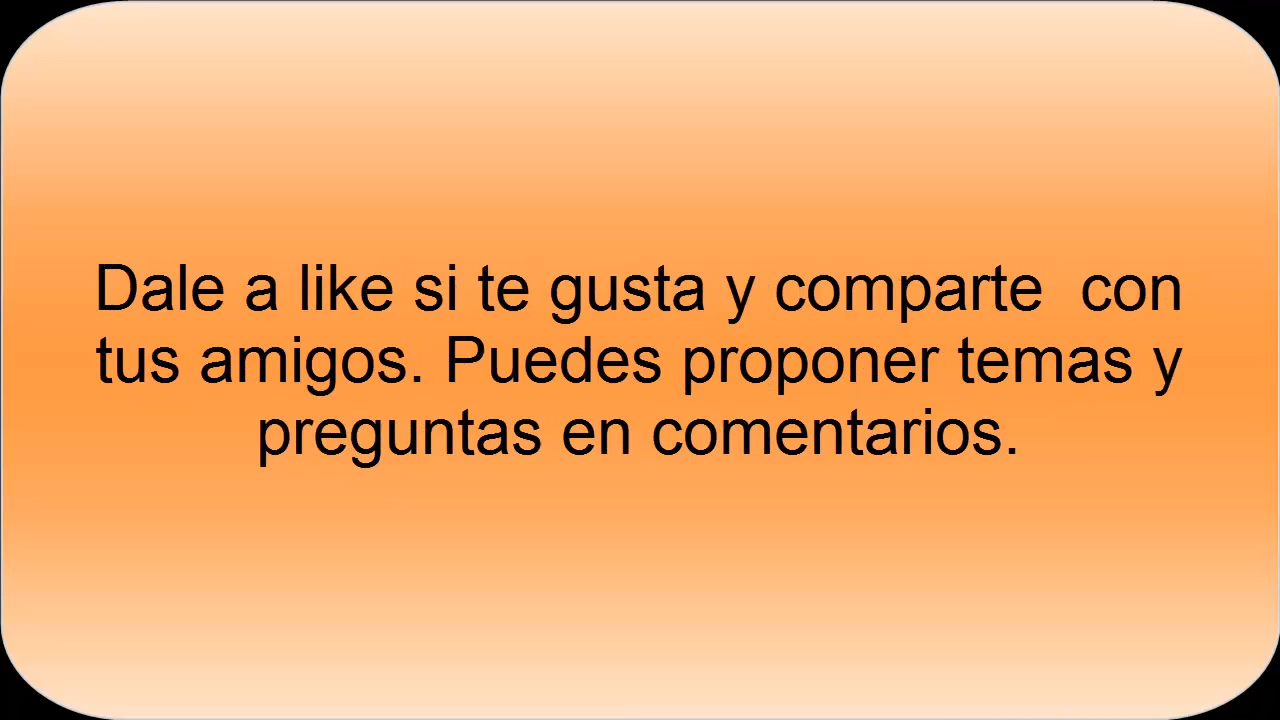 Dale a like si te gusta y comparte  con
tus amigos. Puedes proponer temas y
preguntas en comentarios.